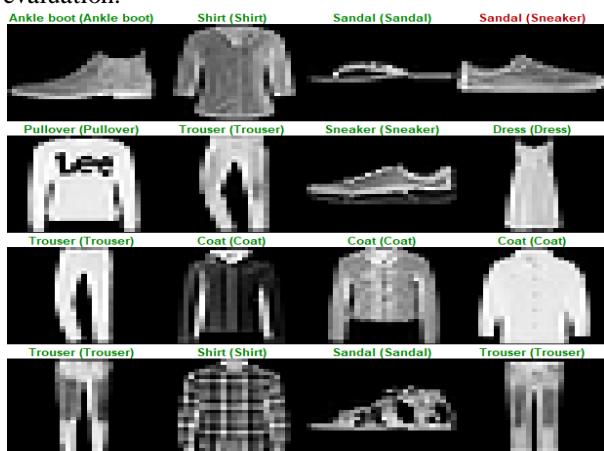 evaluation.
Ankle boot (Ankle boot) Shirt (Shirt) Sandal (Sandal) Sandal (Sneaker)
Pullover (Pullover) Trouser (Trouser) Sneaker (Sneaker) Dress (Dress)
Lee
Trouser (Trouser) Coat (Coat) Coat (Coat) Coat (Coat)
Trouser (Trouser) Shirt (Shirt) Sandal (Sandal) Trouser (Trouser)